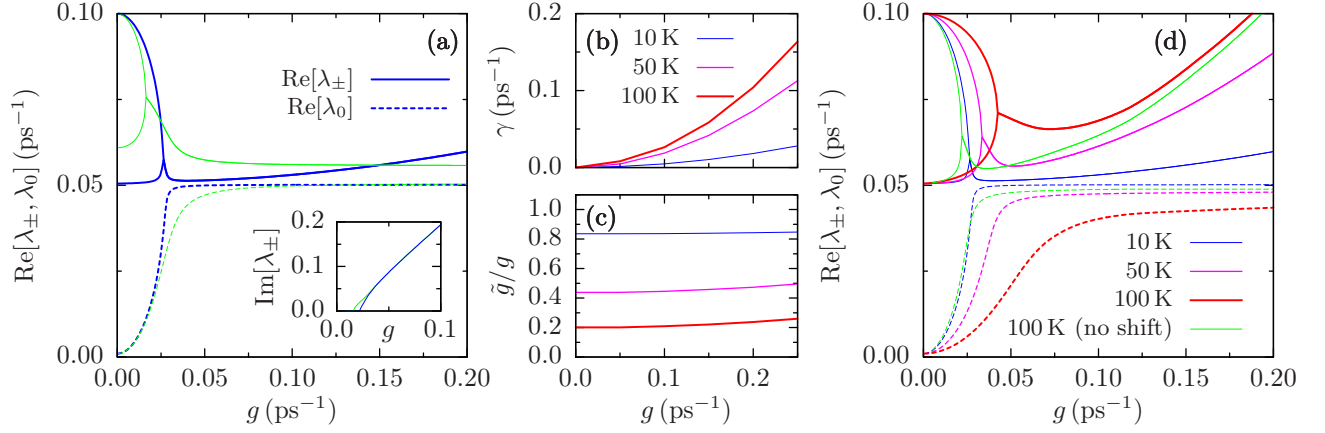 (a)
Re[λ±, λ0] (ps⁻¹)
0.10
0.05
0.00
Re[λ±]
Re[λ0]
Im[λ±]
0.2
0.1
0.0
0.0 g 0.1
0.00 0.05 0.10 0.15 0.20
g (ps⁻¹)
(b)
γ (ps⁻¹)
0.2
0.1
0.0
10 K
50 K
100 K
(c)
g̃/g
1.0
0.8
0.6
0.4
0.2
0.0
0.0 0.1 0.2
g (ps⁻¹)
(d)
Re[λ±, λ0] (ps⁻¹)
0.10
0.05
0.00
10 K
50 K
100 K
100 K (no shift)
0.00 0.05 0.10 0.15 0.20
g (ps⁻¹)